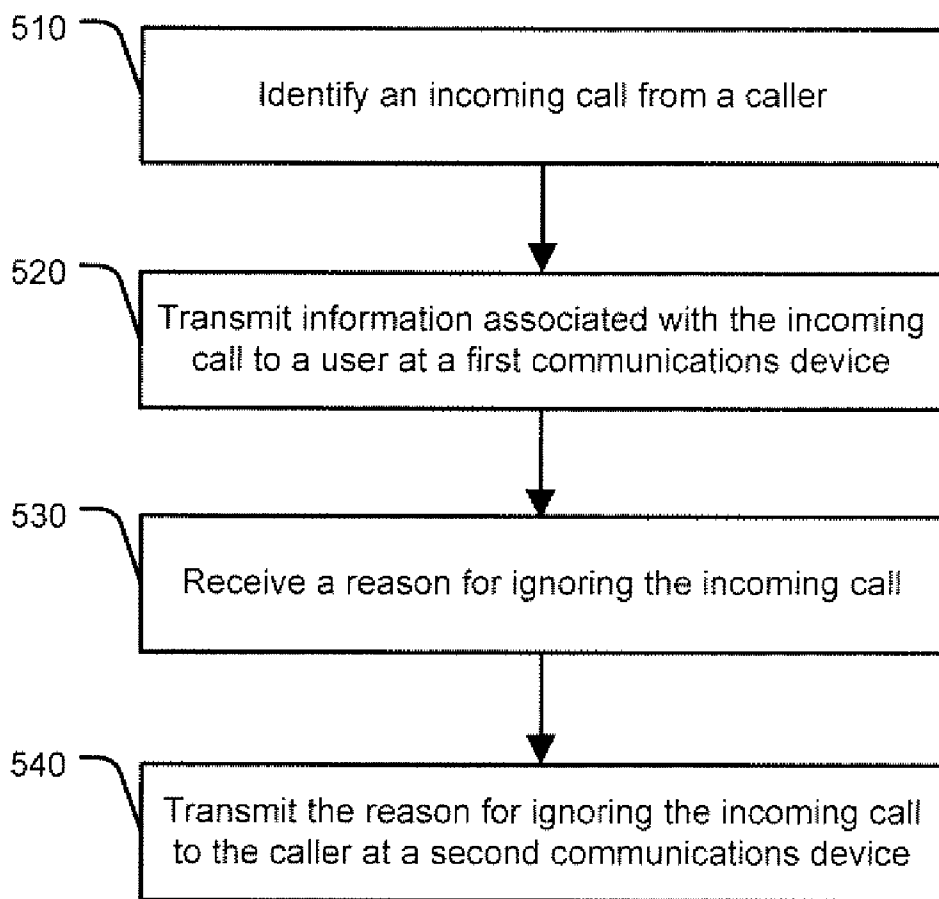 510
Identify an incoming call from a caller
520
Transmit information associated with the incoming
call to a user at a first communications device
530
Receive a reason for ignoring the incoming call
540
Transmit the reason for ignoring the incoming call
to the caller at a second communications device